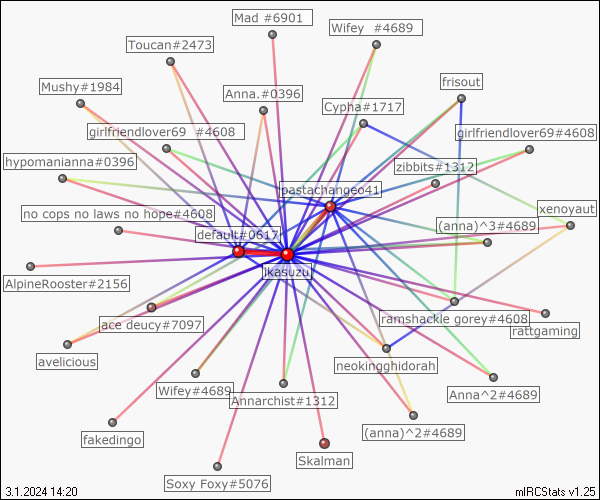 Mad #6901
Wifey #4689
Toucan#2473
Mushy#1984
frisout
Anna.#0396
Cypha#1717
girlfriendlover69 #4608
girlfriendlover69#4608
hypomanianna#0396
zibbits#1312
pastachangeo41
no cops no laws no hope#4608
xenoyaut
(anna)^3#4689
default#0617
ikasuzu
AlpineRooster#2156
ace deucy#7097
ramshackle gorey#4608
rattgaming
avelicious
neokingghidorah
Wifey#4689
Annarchist#1312
Anna^2#4689
fakedingo
(anna)^2#4689
Skalman
Soxy Foxy#5076
3.1.2024 14:20
mIRCStats v1.25